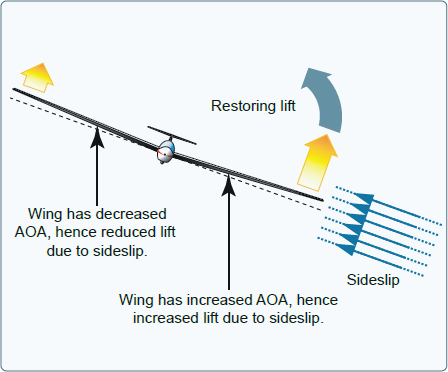 Restoring lift
Wing has decreased
AOA, hence reduced lift
due to sideslip.
Sideslip
Wing has increased AOA, hence
increased lift due to sideslip.